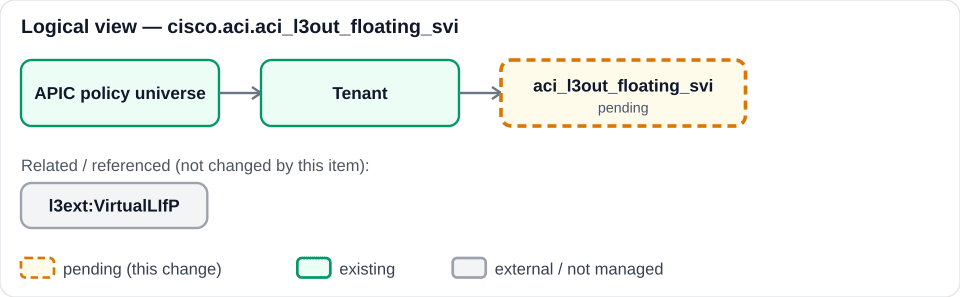 Logical view — cisco.aci.aci_l3out_floating_svi
APIC policy universe
Tenant
aci_l3out_floating_svi
pending
Related / referenced (not changed by this item):
l3ext:VirtualLIfP
pending (this change)
existing
external / not managed